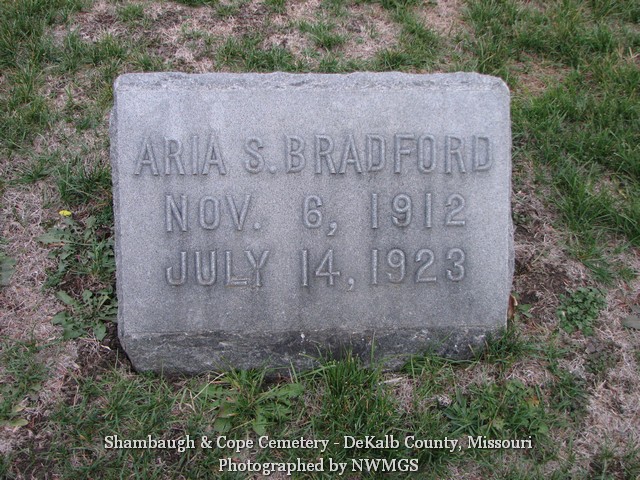 ARIA S. BRADFORD
NOV. 6, 1912
JULY 14, 1923
Shambaugh & Cope Cemetery - DeKalb County, Missouri
Photographed by NWMGS